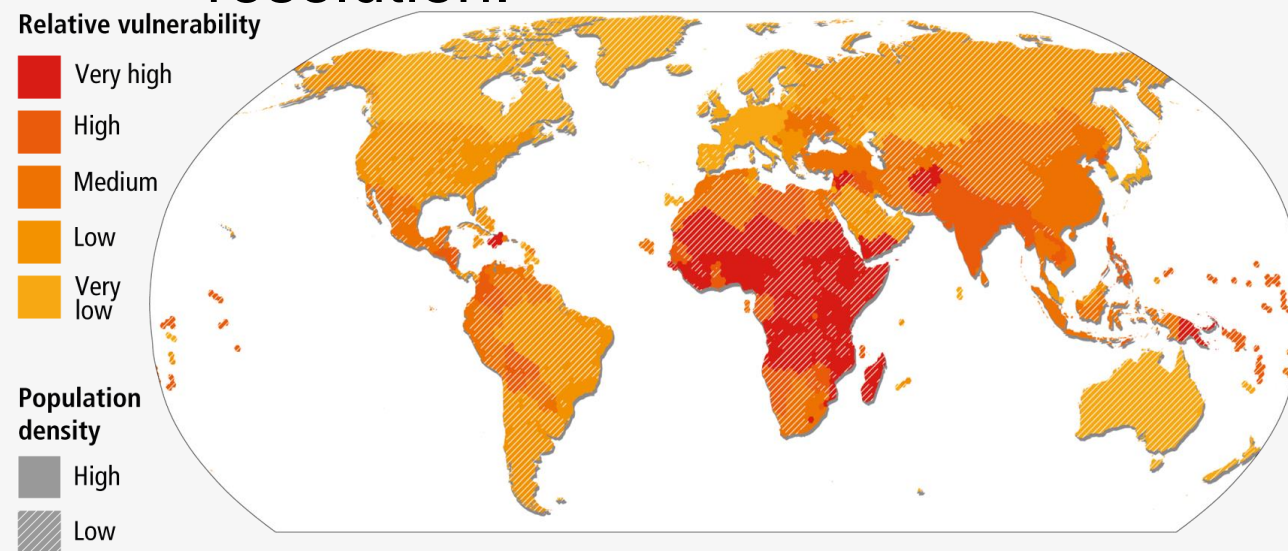 Relative vulnerability
Very high
High
Medium
Low
Very
low
Population
density
High
Low